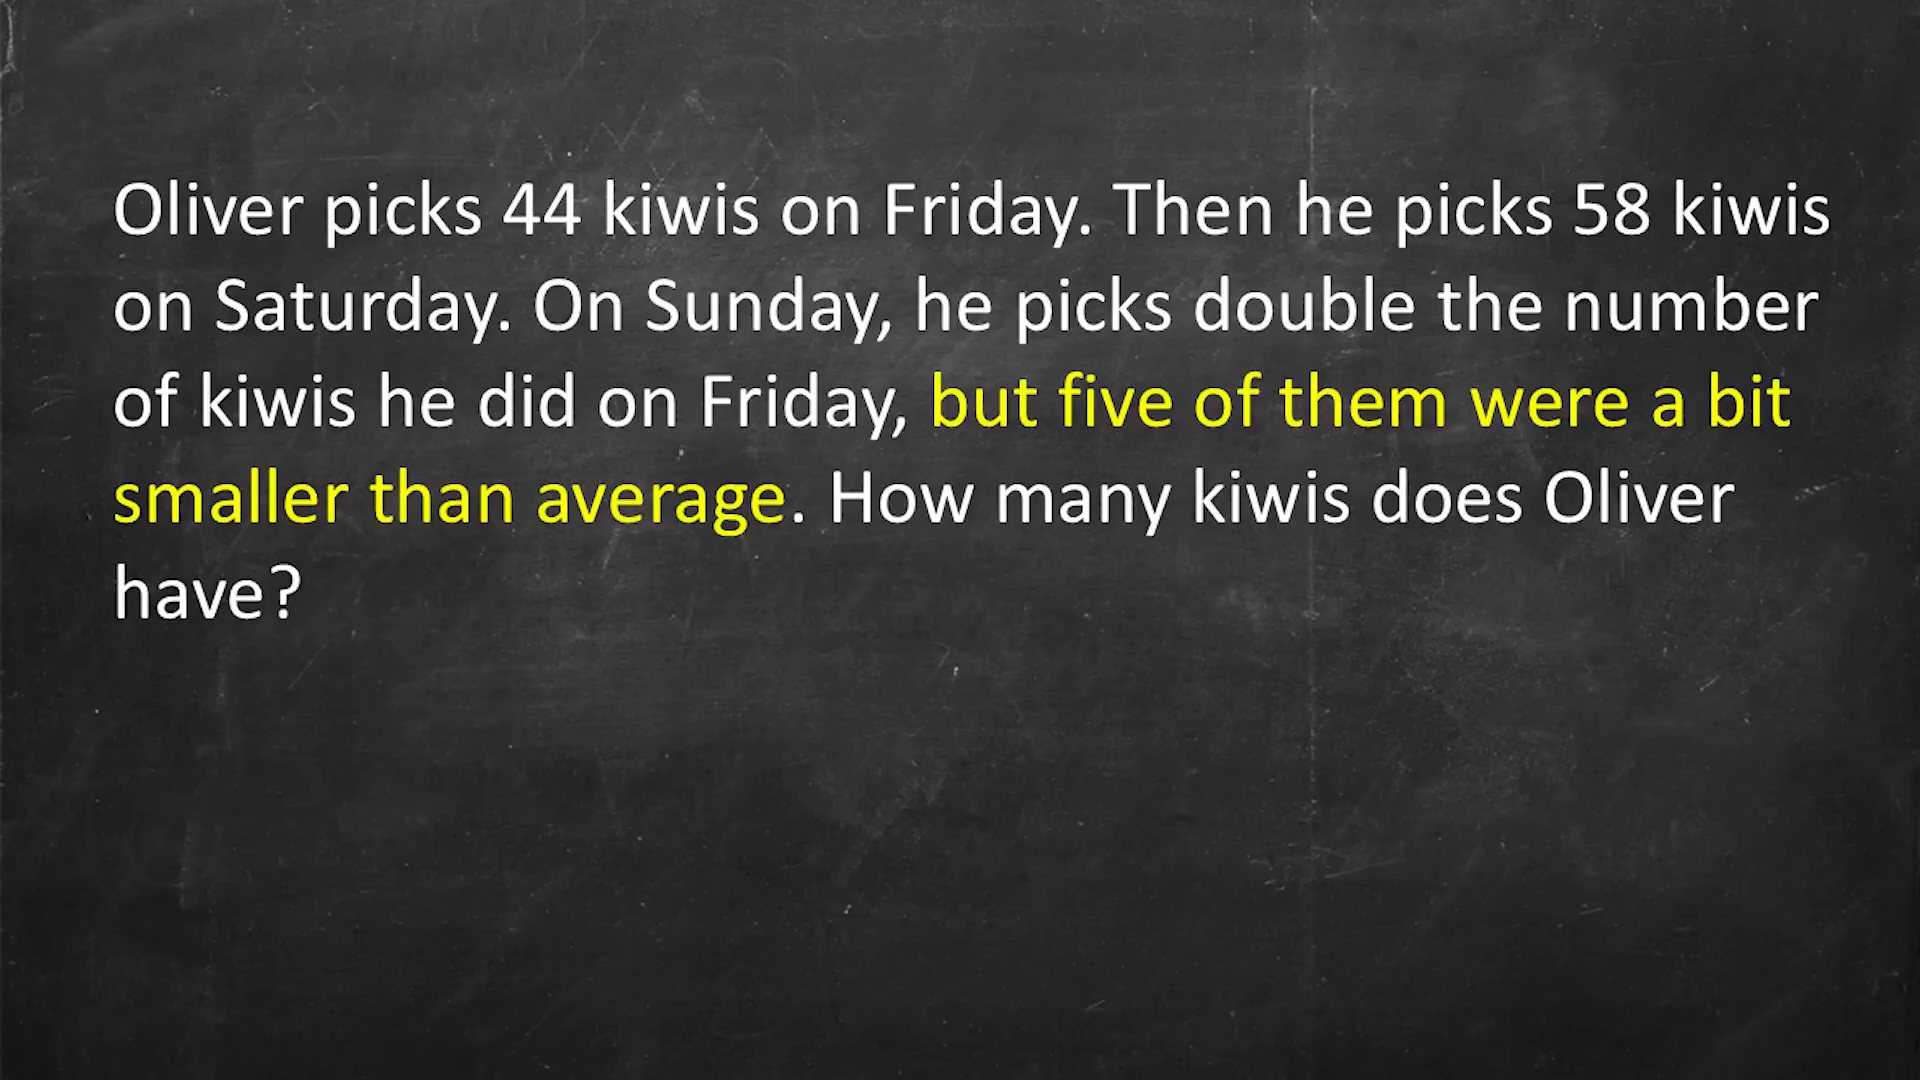 Oliver picks 44 kiwis on Friday. Then he picks 58 kiwis
on Saturday. On Sunday, he picks double the number
of kiwis he did on Friday, but five of them were a bit
smaller than average. How many kiwis does Oliver
have?